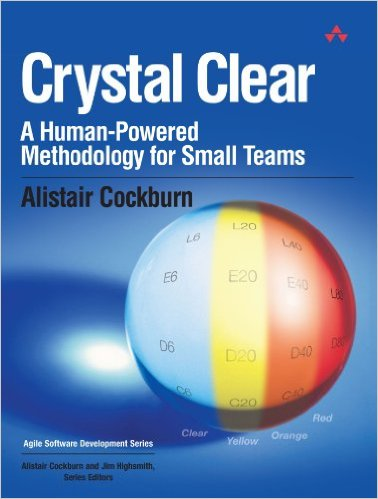 Crystal Clear
A Human-Powered
Methodology for Small Teams
Alistair Cockburn
L6 L20 L40 L80
E6 E20 E40
D6 D20 D40
C6 C20 C40
Clear Yellow Orange Red
Agile Software Development Series
Alistair Cockburn and Jim Highsmith,
Series Editors